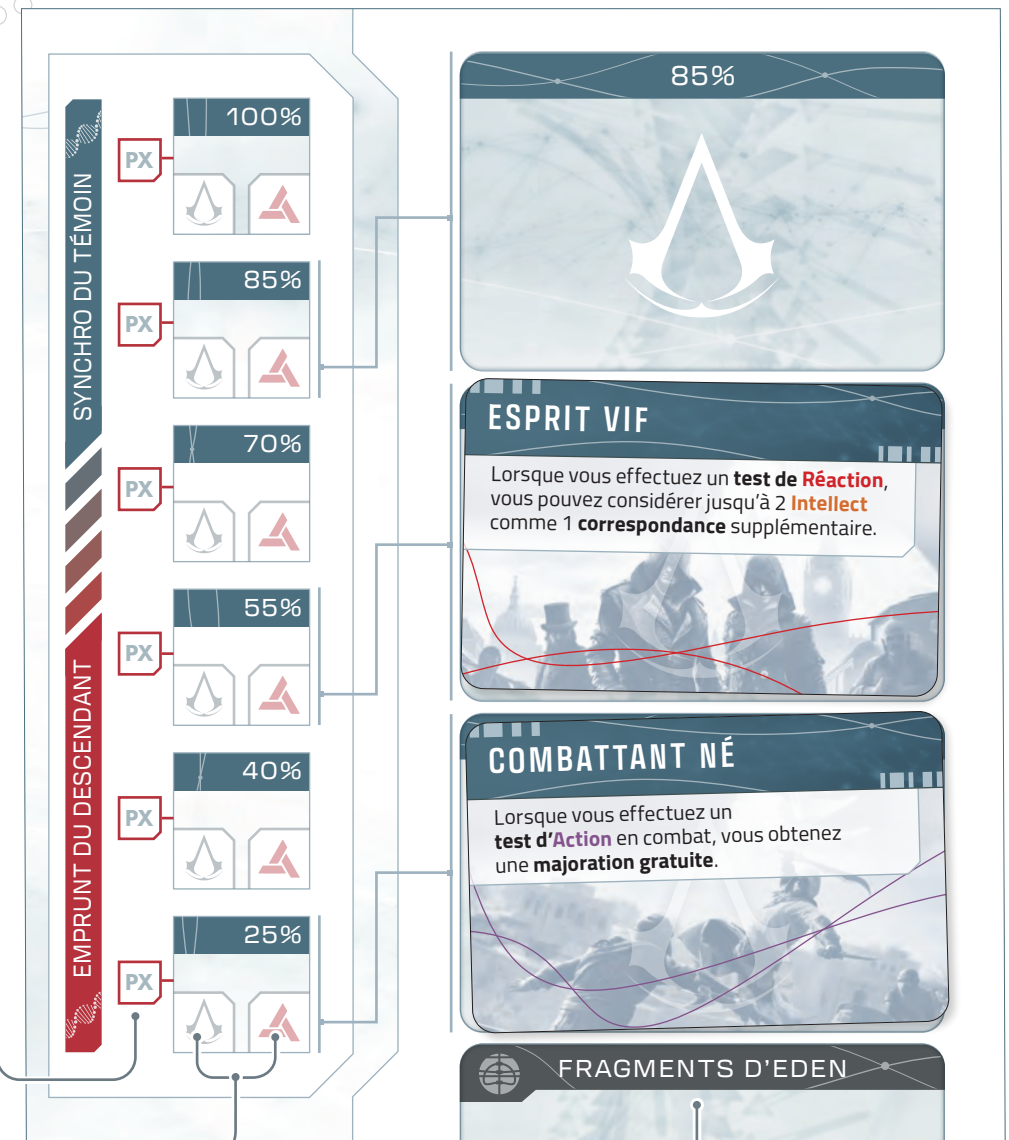 SYNCHRO DU TÉMOIN
EMPRUNT DU DESCENDANT
PX
100%
PX
85%
PX
70%
PX
55%
PX
40%
PX
25%
85%
ESPRIT VIF
Lorsque vous effectuez un test de Réaction,
vous pouvez considérer jusqu'à 2 Intellect
comme 1 correspondance supplémentaire.
COMBATTANT NÉ
Lorsque vous effectuez un
test d'Action en combat, vous obtenez
une majoration gratuite.
FRAGMENTS D'EDEN